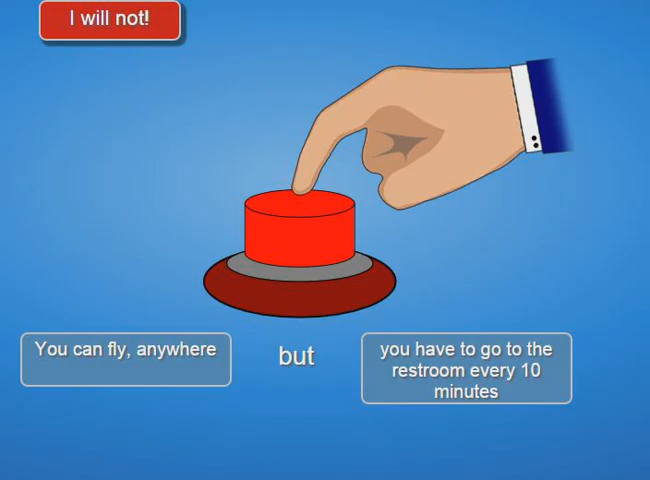 I will not!
You can fly, anywhere
but
you have to go to the
restroom every 10
minutes